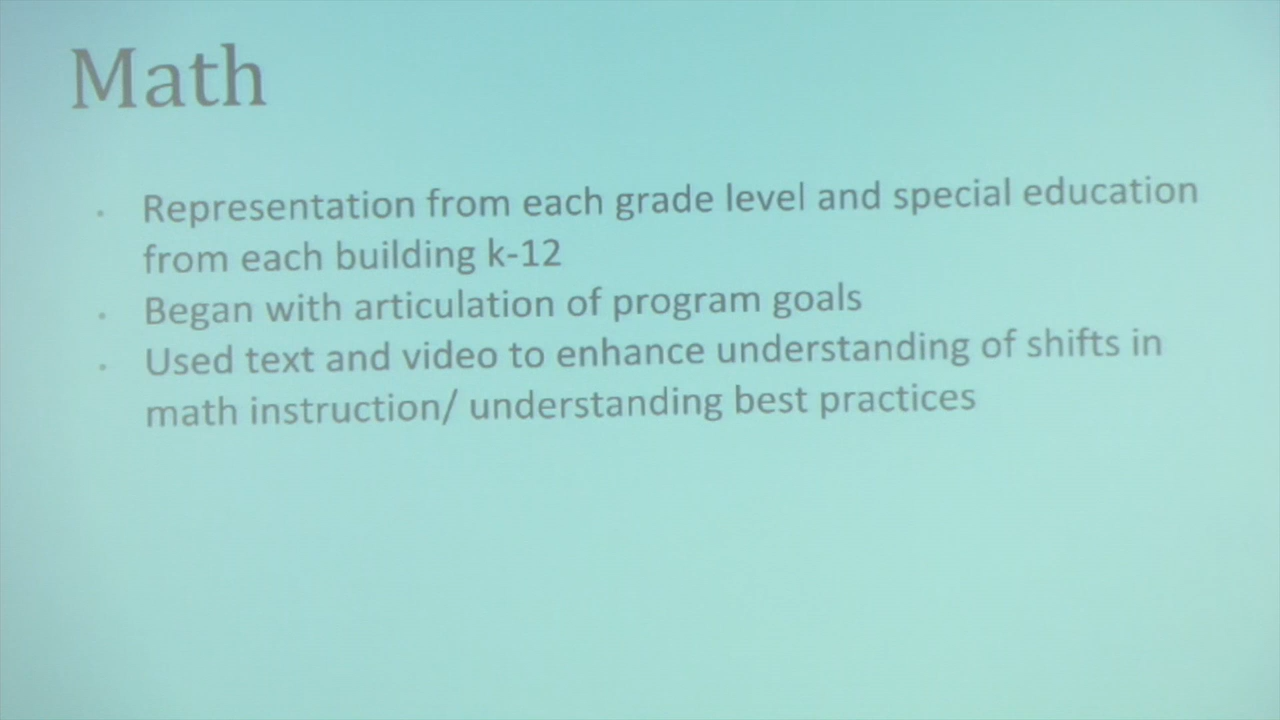 Math
· Representation from each grade level and special education
from each building k-12
· Began with articulation of program goals
· Used text and video to enhance understanding of shifts in
math instruction/ understanding best practices